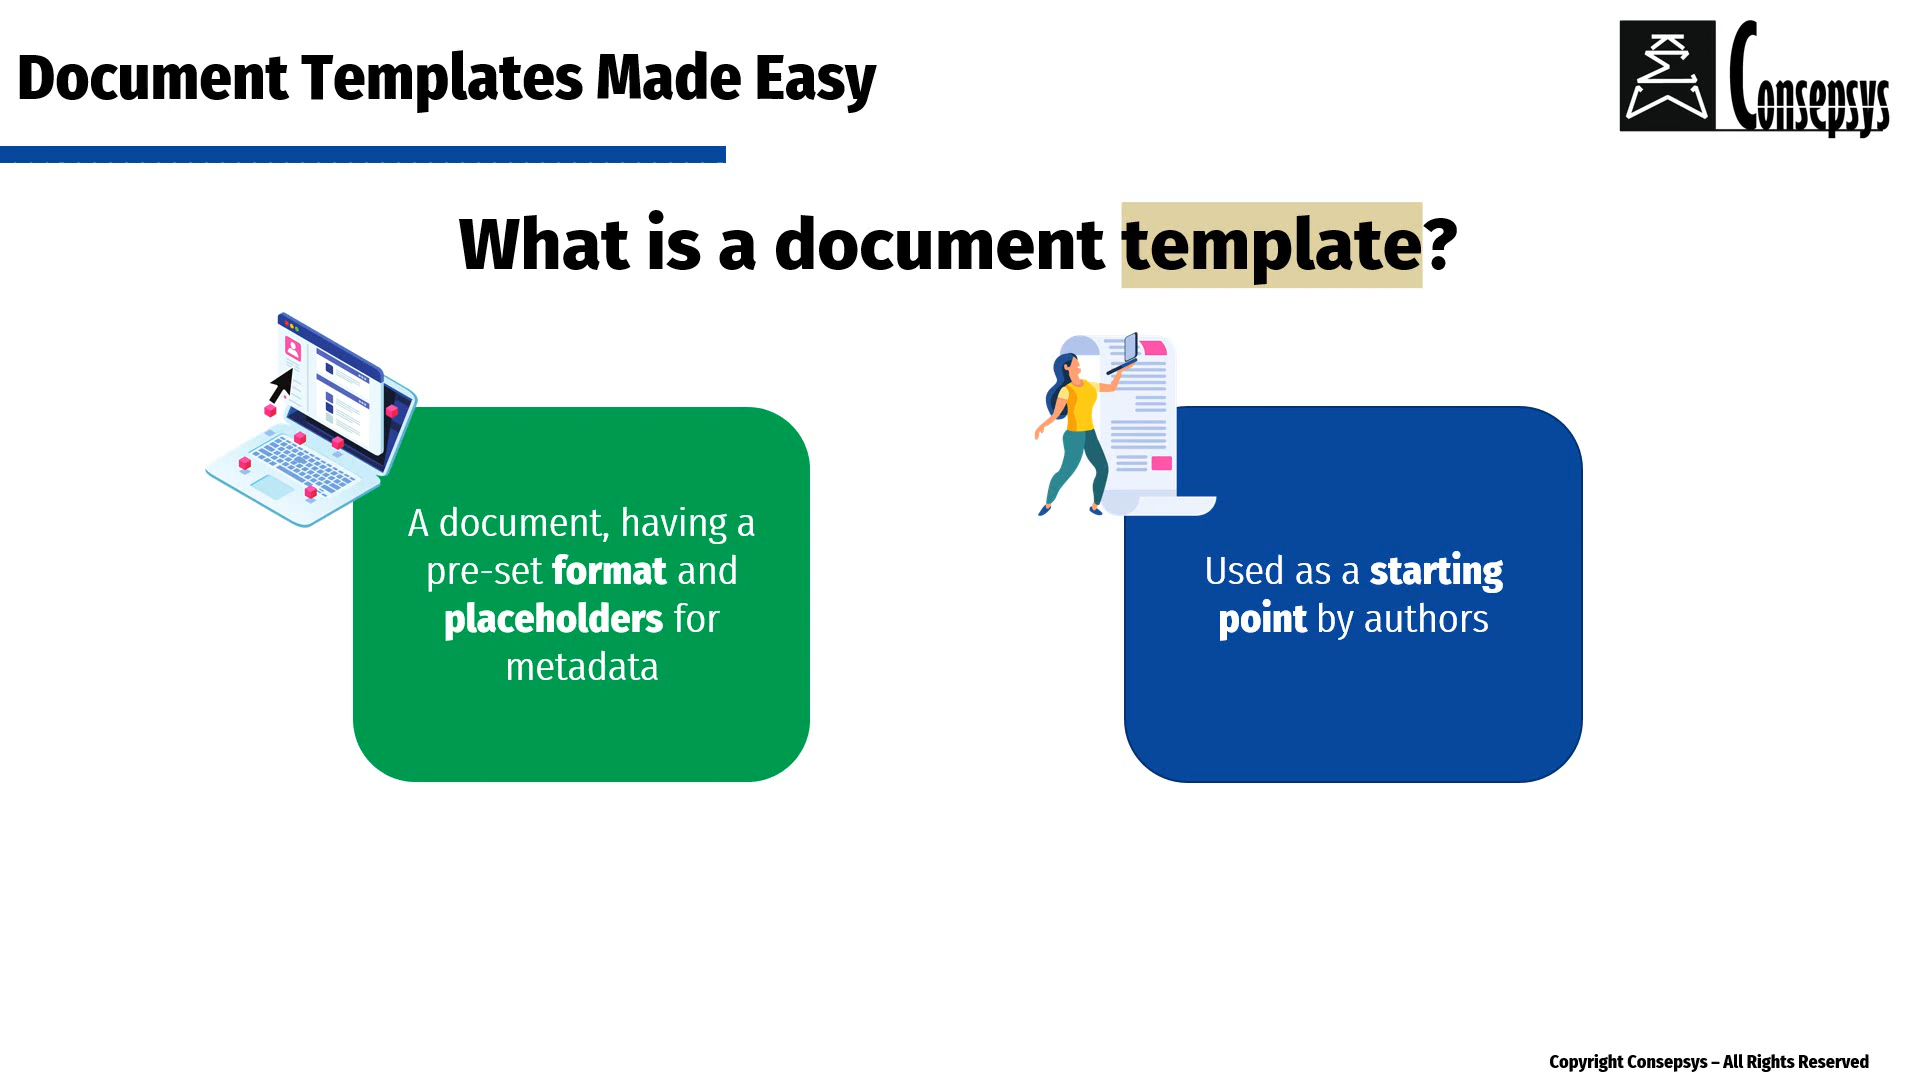 Document Templates Made Easy
Consepsys
What is a document template?
A document, having a
pre-set format and
placeholders for
metadata
Used as a starting
point by authors
Copyright Consepsys – All Rights Reserved